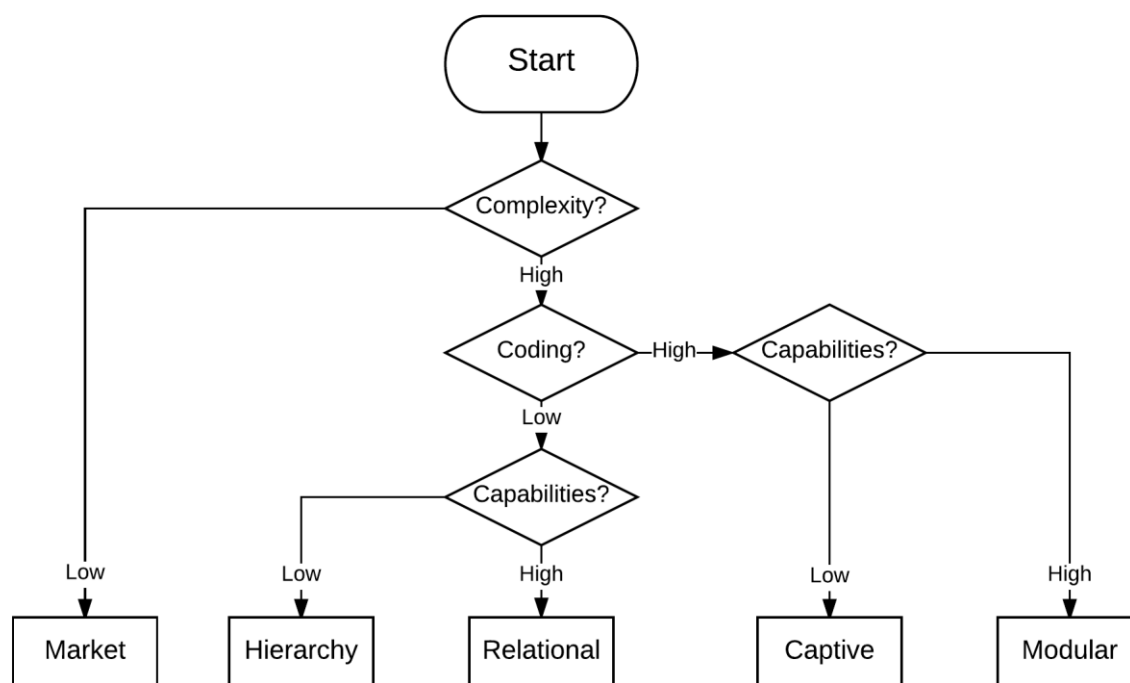 Start
Complexity?
High
Coding?
High
Capabilities?
Low
Capabilities?
Low
Low
High
Low
High
Market
Hierarchy
Relational
Captive
Modular